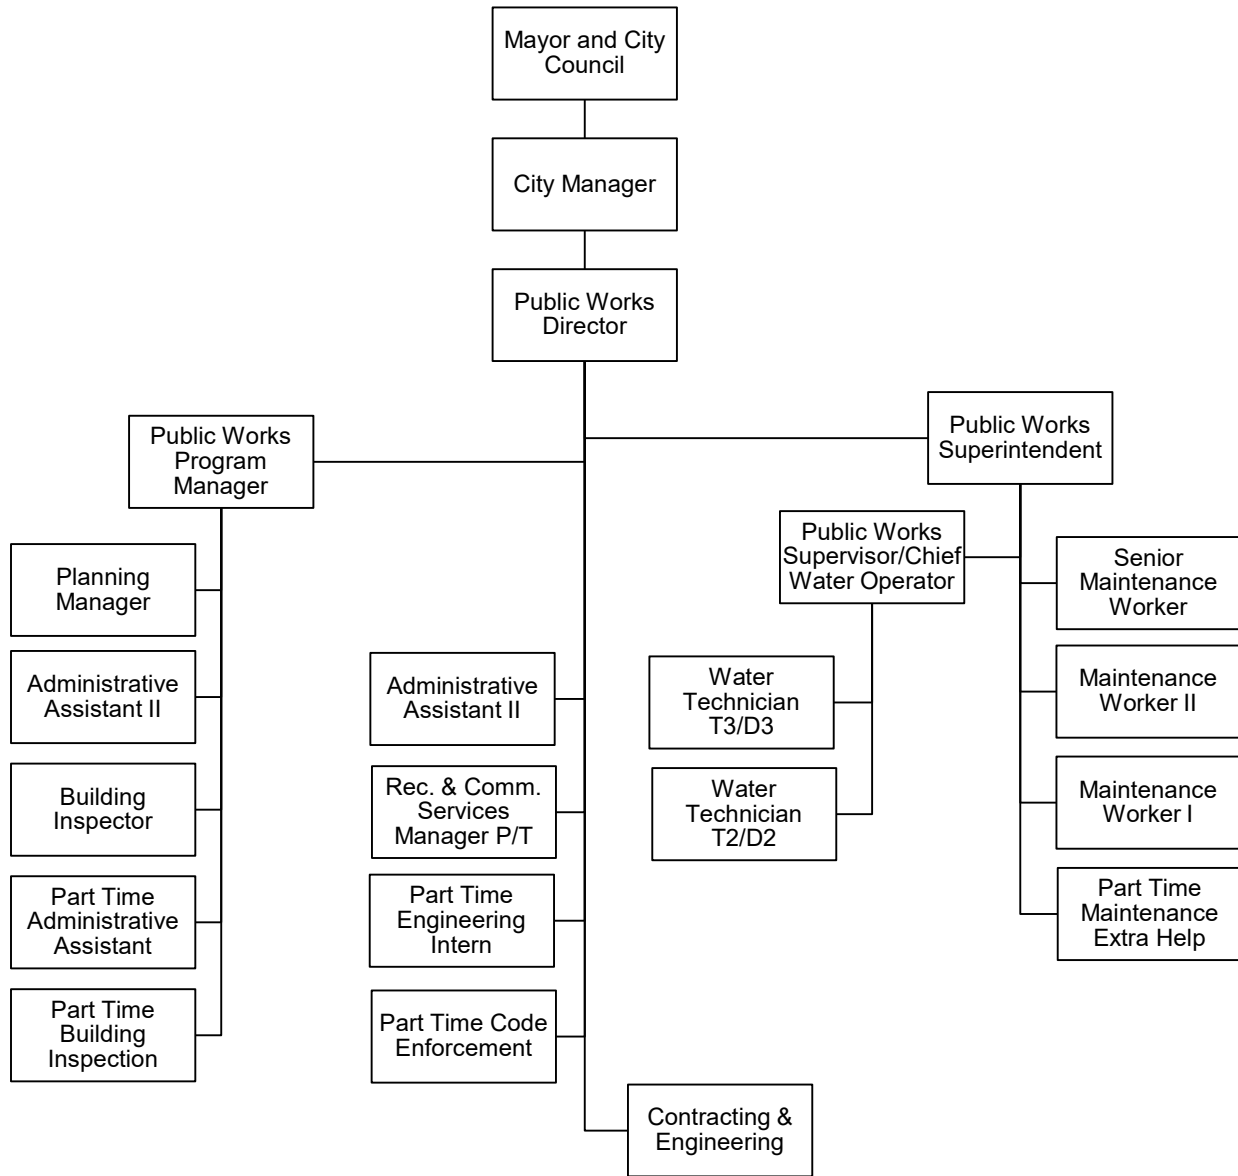 Mayor and City
Council
City Manager
Public Works
Director
Public Works
Program
Manager
Public Works
Superintendent
Planning
Manager
Administrative
Assistant II
Building
Inspector
Part Time
Administrative
Assistant
Part Time
Building
Inspection
Administrative
Assistant II
Rec. & Comm.
Services
Manager P/T
Part Time
Engineering
Intern
Part Time Code
Enforcement
Contracting &
Engineering
Public Works
Supervisor/Chief
Water Operator
Water
Technician
T3/D3
Water
Technician
T2/D2
Senior
Maintenance
Worker
Maintenance
Worker II
Maintenance
Worker I
Part Time
Maintenance
Extra Help